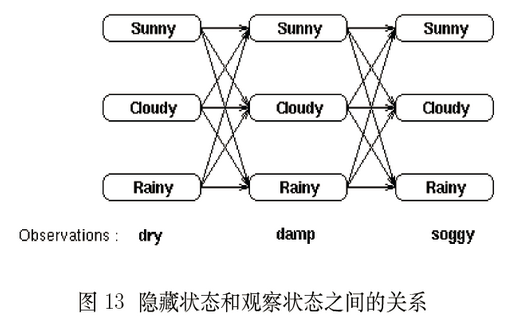 Sunny Sunny Sunny
Cloudy Cloudy Cloudy
Rainy Rainy Rainy
Observations : dry damp soggy
图 13 隐藏状态和观察状态之间的关系